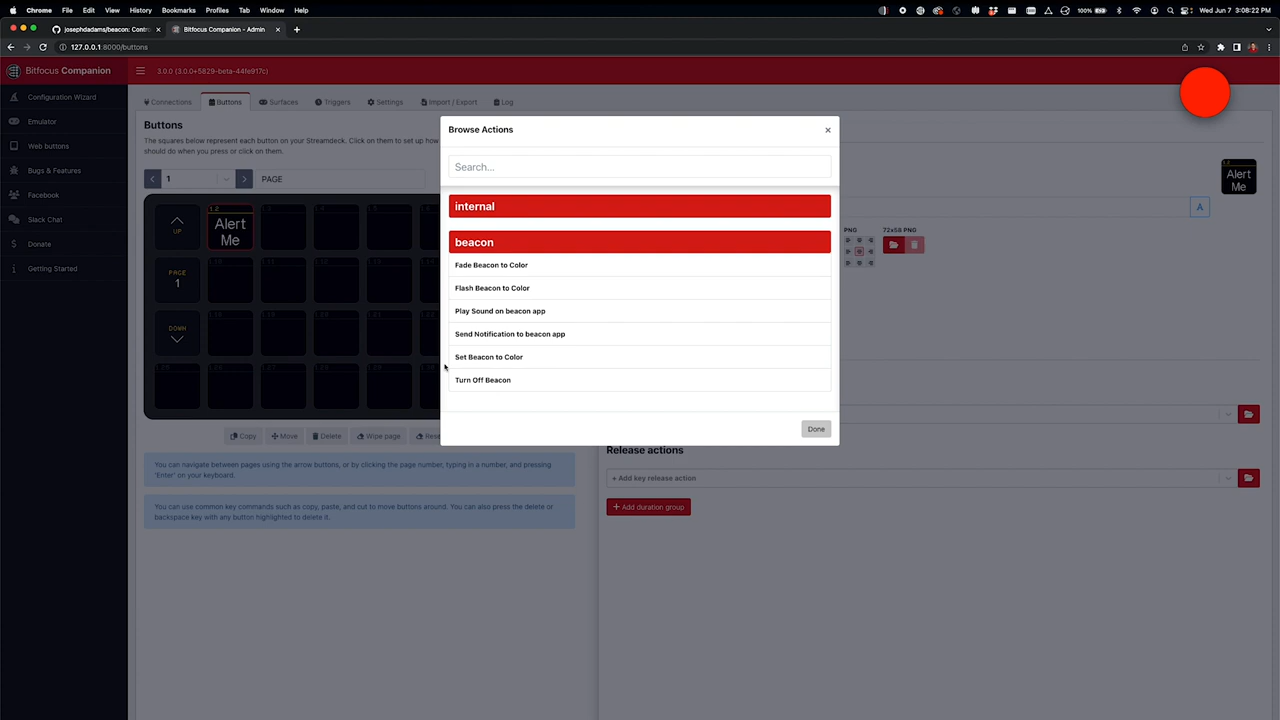 Chrome File Edit View History Bookmarks Profiles Tab Window Help
100%
Wed Jun 7 3:08:22 PM
josephdadams/beacon: Contro
Bitfocus Companion - Admin
127.0.0.1:8000/buttons
Bitfocus Companion
3.0.0 (3.0.0+5829-beta-44fe917c)
Configuration Wizard
Emulator
Web buttons
Bugs & Features
Facebook
Slack Chat
Donate
Getting Started
Connections
Buttons
Surfaces
Triggers
Settings
Import / Export
Log
Buttons
The squares below represent each button on your Streamdeck. Click on them to set up how
should do when you press or click on them.
1
PAGE
UP
1.2
Alert
Me
PAGE
1
DOWN
Copy
Move
Delete
Wipe page
You can navigate between pages using the arrow buttons, or by clicking the page number, typing in a number, and pressing
'Enter' on your keyboard.
You can use common key commands such as copy, paste, and cut to move buttons around. You can also press the delete or
backspace key with any button highlighted to delete it.
Browse Actions
Search...
internal
beacon
Fade Beacon to Color
Flash Beacon to Color
Play Sound on beacon app
Send Notification to beacon app
Set Beacon to Color
Turn Off Beacon
Done
1.2
Alert
Me
PNG
72x58 PNG
Release actions
+ Add key release action
+ Add duration group